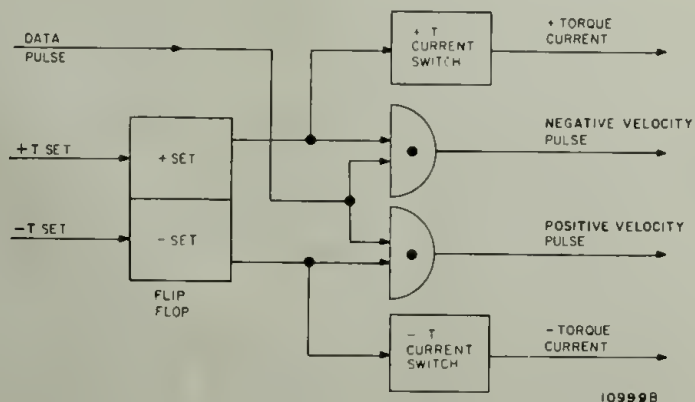 DATA
PULSE
+ T
CURRENT
SWITCH
+ TORQUE
CURRENT
NEGATIVE VELOCITY
PULSE
+T SET
+ SET
-T SET
- SET
POSITIVE VELOCITY
PULSE
FLIP
FLOP
- T
CURRENT
SWITCH
- TORQUE
CURRENT
10999B